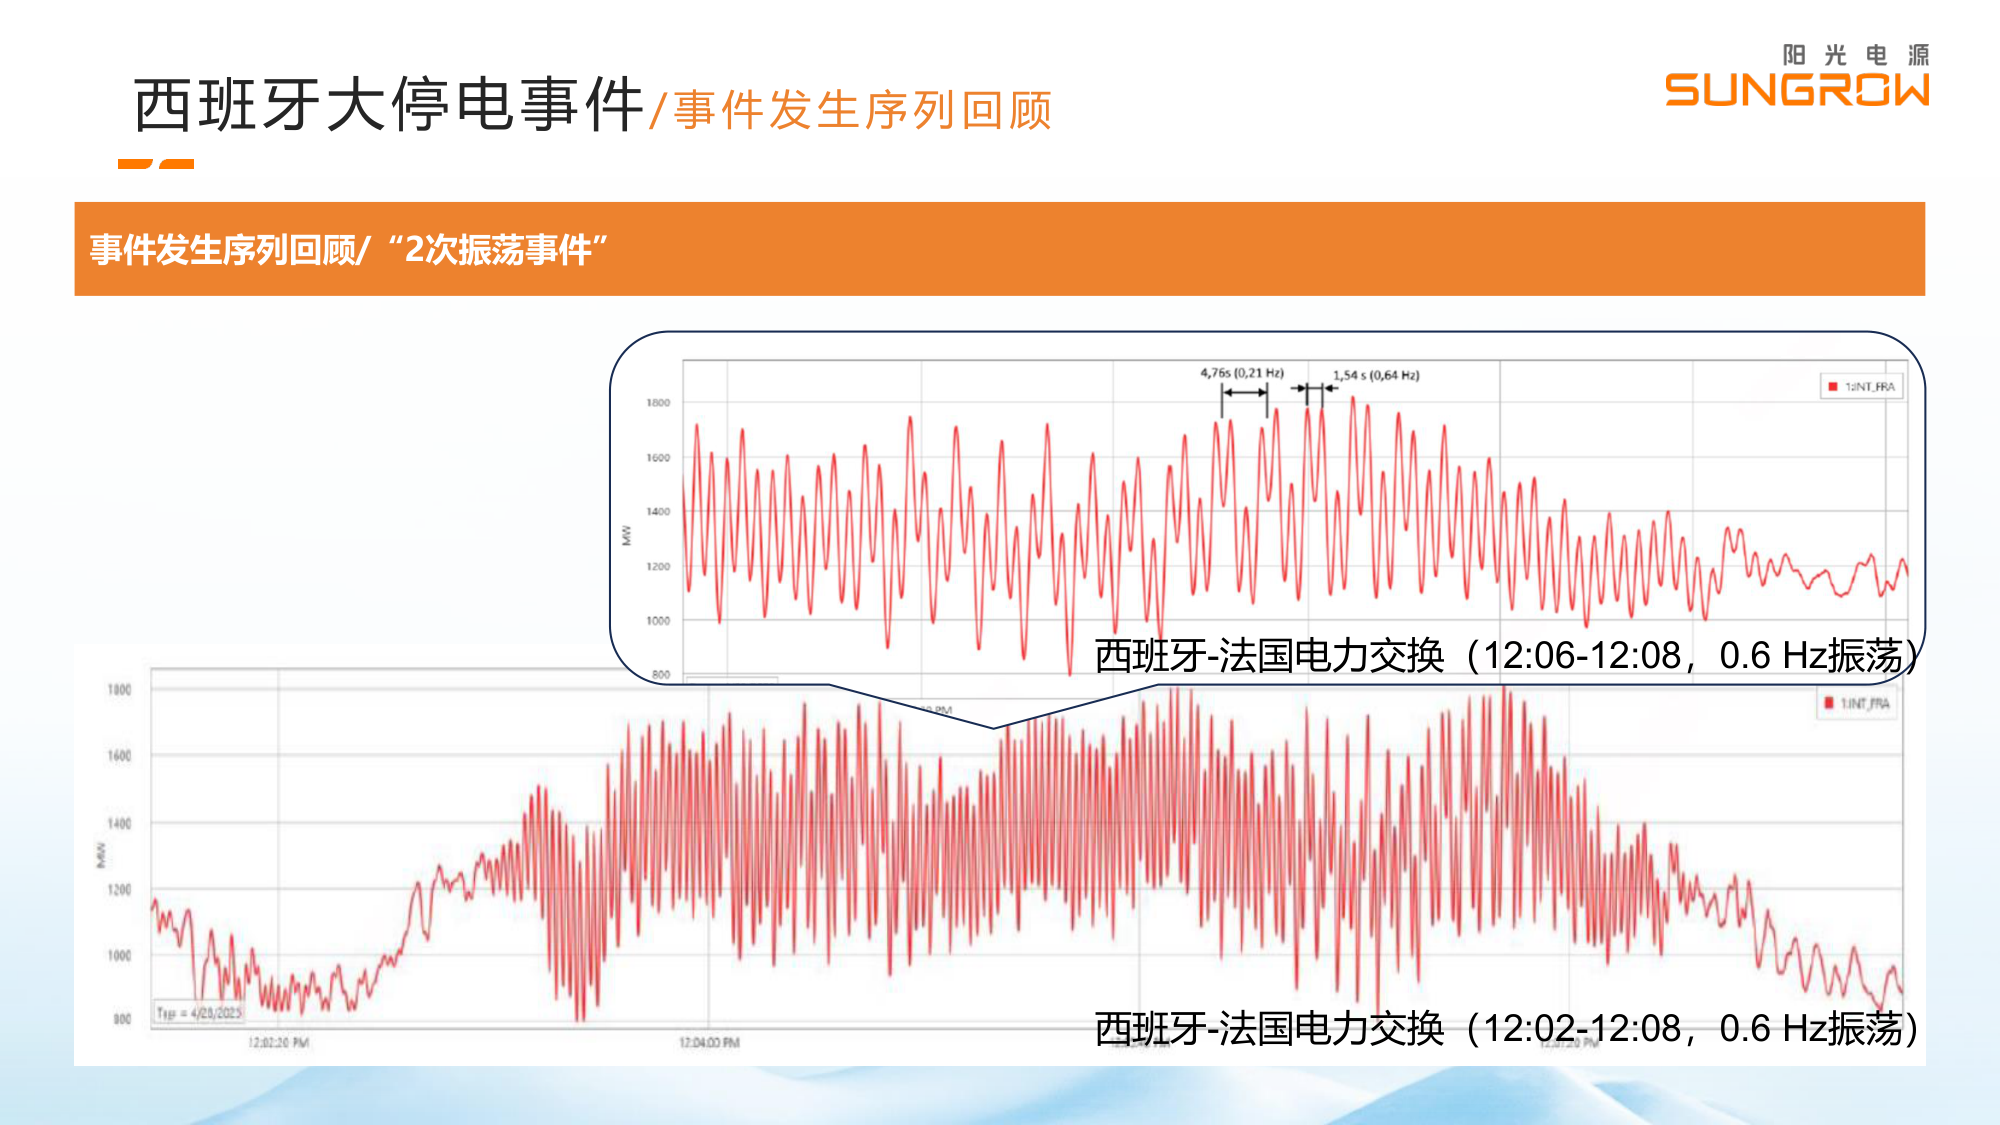 阳光电源
SUNGROW
西班牙大停电事件/事件发生序列回顾
事件发生序列回顾/“2次振荡事件”
4,76s (0,21 Hz)
1,54 s (0,64 Hz)
1:INT_FRA
1800
1600
1400
1200
1000
800
MW
PM
西班牙-法国电力交换（12:06-12:08，0.6 Hz振荡）
1:INT_FRA
1800
1600
1400
1200
1000
800
MW
= 4/28/2025
12:02:20 PM
12:04:00 PM
西班牙-法国电力交换（12:02-12:08，0.6 Hz振荡）